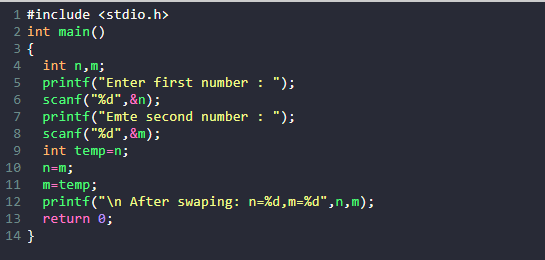 1 #include <stdio.h>
2 int main()
3 {
4 int n,m;
5 printf("Enter first number : ");
6 scanf("%d",&n);
7 printf("Emte second number : ");
8 scanf("%d",&m);
9 int temp=n;
10 n=m;
11 m=temp;
12 printf("\n After swaping: n=%d,m=%d",n,m);
13 return 0;
14 }